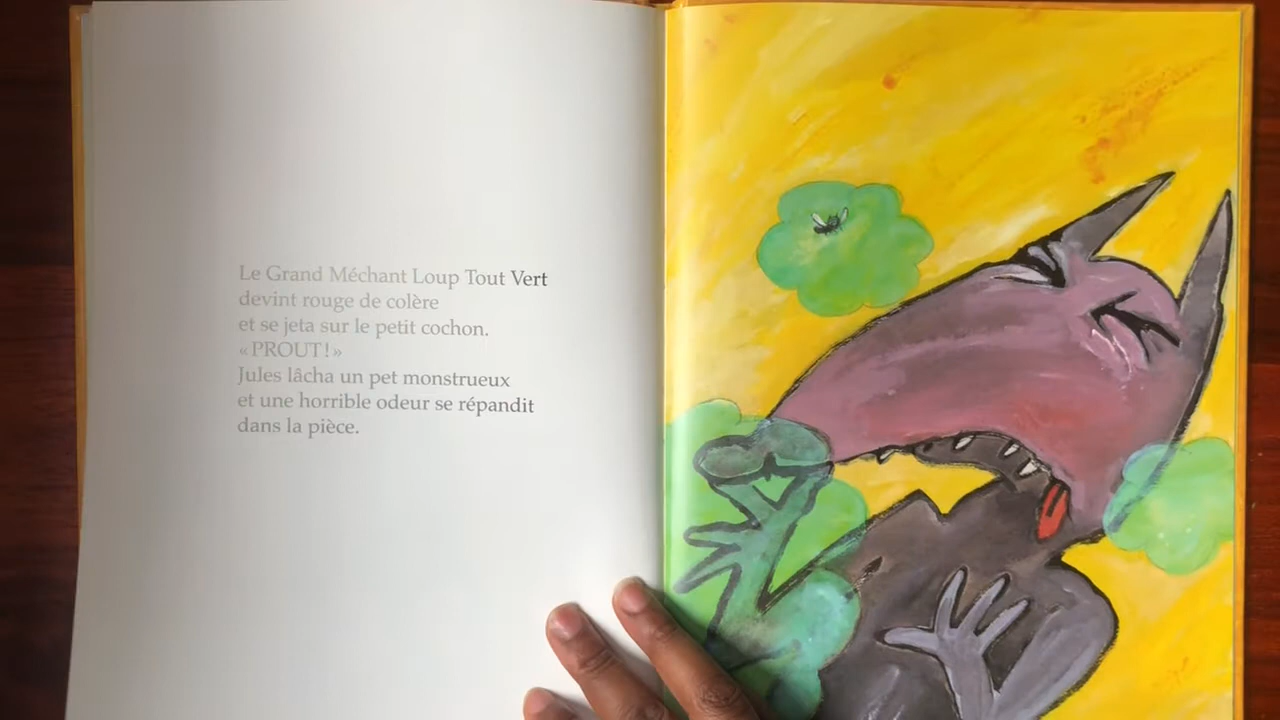 Le Grand Méchant Loup Tout Vert
devint rouge de colère
et se jeta sur le petit cochon.
« PROUT ! »
Jules lâcha un pet monstrueux
et une horrible odeur se répandit
dans la pièce.